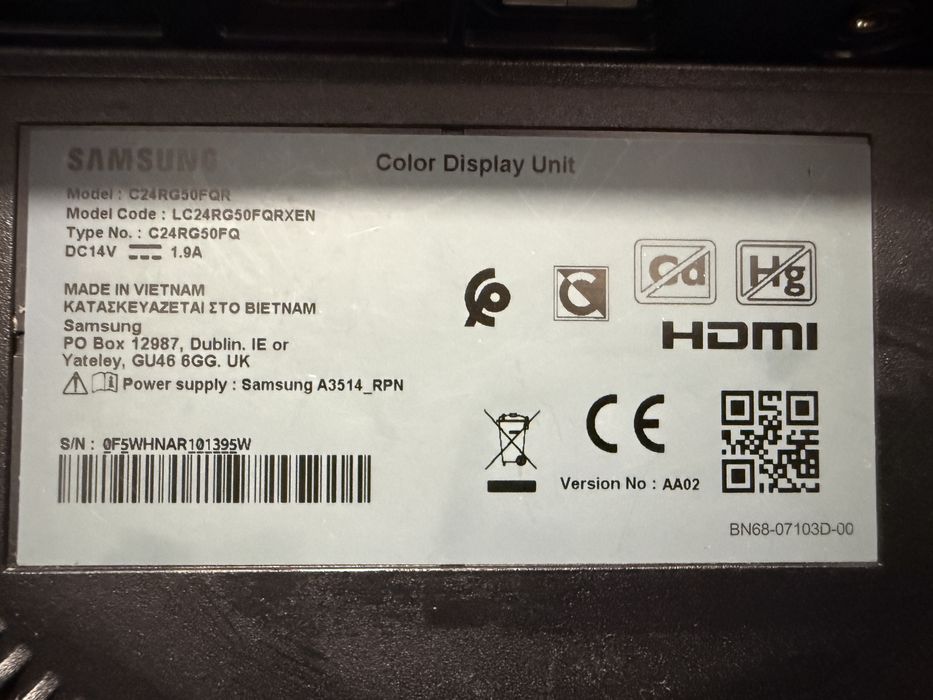 SAMSUNG
Color Display Unit
Model : C24RG50FQR
Model Code : LC24RG50FQRXEN
Type No. : C24RG50FQ
DC14V 1.9A
MADE IN VIETNAM
ΚΑΤΑΣΚΕΥΑΖΕΤΑΙ ΣΤΟ ΒΙΕΤΝΑΜ
Samsung
PO Box 12987, Dublin. IE or
Yateley, GU46 6GG. UK
Power supply : Samsung A3514_RPN
S/N : 0F5WHNAR101395W
Cd
Hg
HDMI
CE
Version No : AA02
BN68-07103D-00